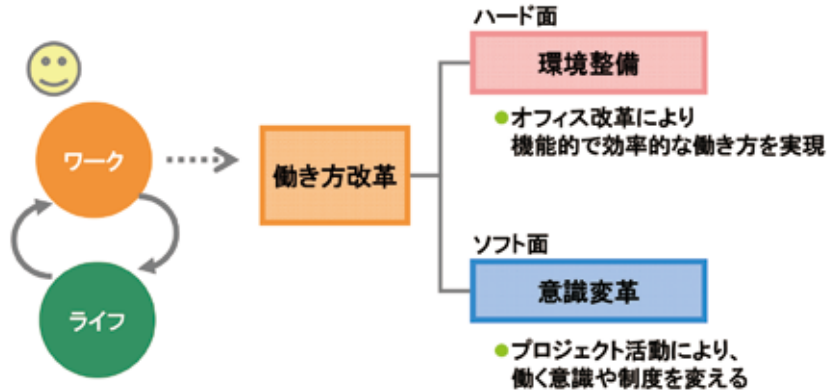 ワーク
ライフ
働き方改革
ハード面
環境整備
●オフィス改革により
機能的で効率的な働き方を実現
ソフト面
意識変革
●プロジェクト活動により、
働く意識や制度を変える